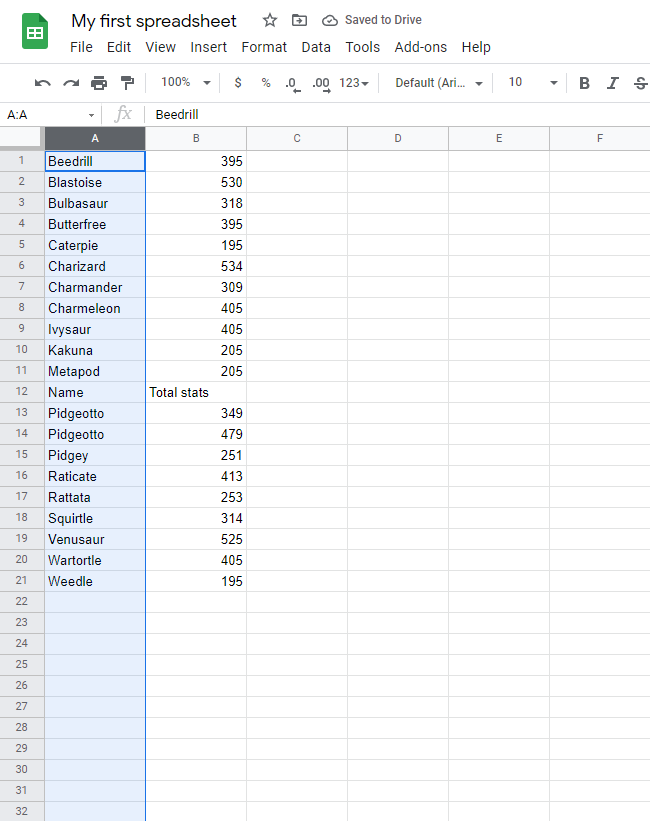 My first spreadsheet Saved to Drive
File Edit View Insert Format Data Tools Add-ons Help
100% $ % .0 .00 123 Default (Ari... 10 B I S
A:A fx Beedrill
A B C D E F
1 Beedrill 395
2 Blastoise 530
3 Bulbasaur 318
4 Butterfree 395
5 Caterpie 195
6 Charizard 534
7 Charmander 309
8 Charmeleon 405
9 Ivysaur 405
10 Kakuna 205
11 Metapod 205
12 Name Total stats
13 Pidgeotto 349
14 Pidgeotto 479
15 Pidgey 251
16 Raticate 413
17 Rattata 253
18 Squirtle 314
19 Venusaur 525
20 Wartortle 405
21 Weedle 195
22
23
24
25
26
27
28
29
30
31
32